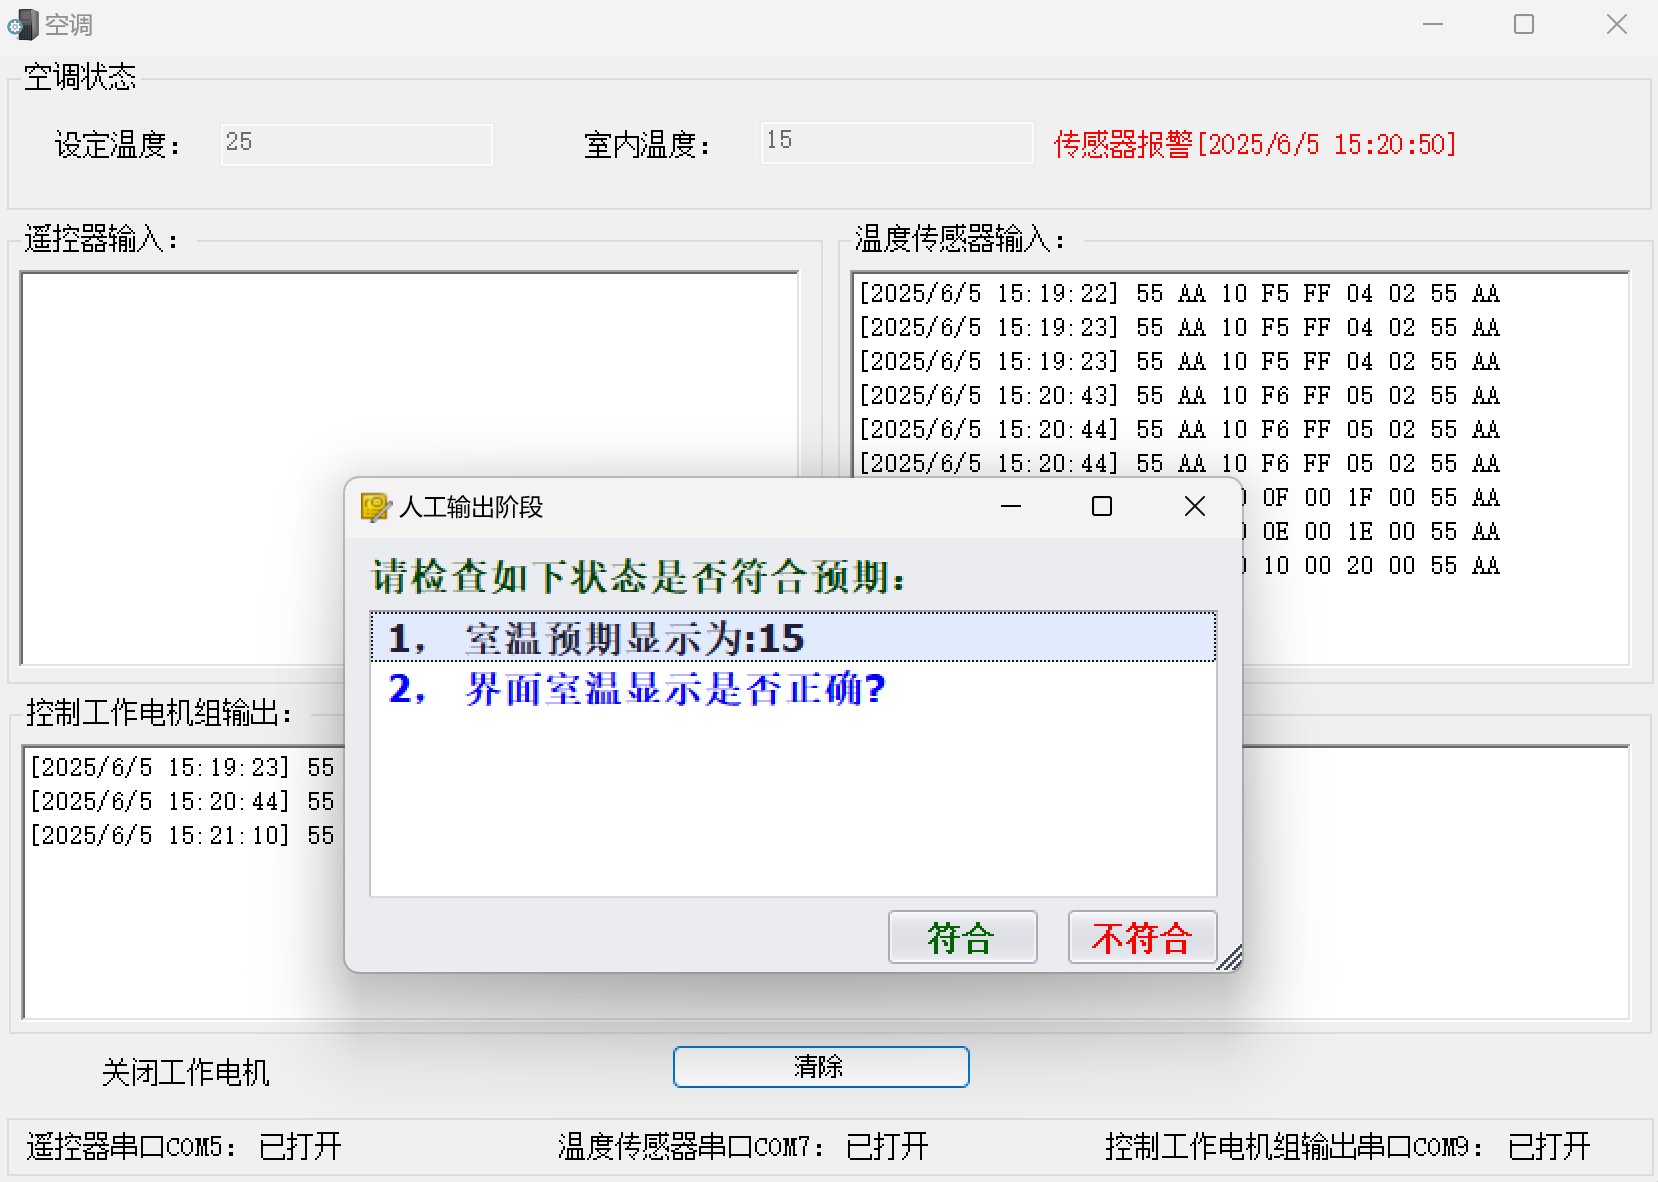 空调
空调状态
设定温度： 25
室内温度： 15
传感器报警[2025/6/5 15:20:50]
遥控器输入：
温度传感器输入：
[2025/6/5 15:19:22] 55 AA 10 F5 FF 04 02 55 AA
[2025/6/5 15:19:23] 55 AA 10 F5 FF 04 02 55 AA
[2025/6/5 15:19:23] 55 AA 10 F5 FF 04 02 55 AA
[2025/6/5 15:20:43] 55 AA 10 F6 FF 05 02 55 AA
[2025/6/5 15:20:44] 55 AA 10 F6 FF 05 02 55 AA
[2025/6/5 15:20:44] 55 AA 10 F6 FF 05 02 55 AA
0F 00 1F 00 55 AA
0E 00 1E 00 55 AA
10 00 20 00 55 AA
人工输出阶段
请检查如下状态是否符合预期：
1， 室温预期显示为:15
2， 界面室温显示是否正确?
符合
不符合
控制工作电机组输出：
[2025/6/5 15:19:23] 55
[2025/6/5 15:20:44] 55
[2025/6/5 15:21:10] 55
关闭工作电机
清除
遥控器串口COM5： 已打开
温度传感器串口COM7： 已打开
控制工作电机组输出串口COM9： 已打开